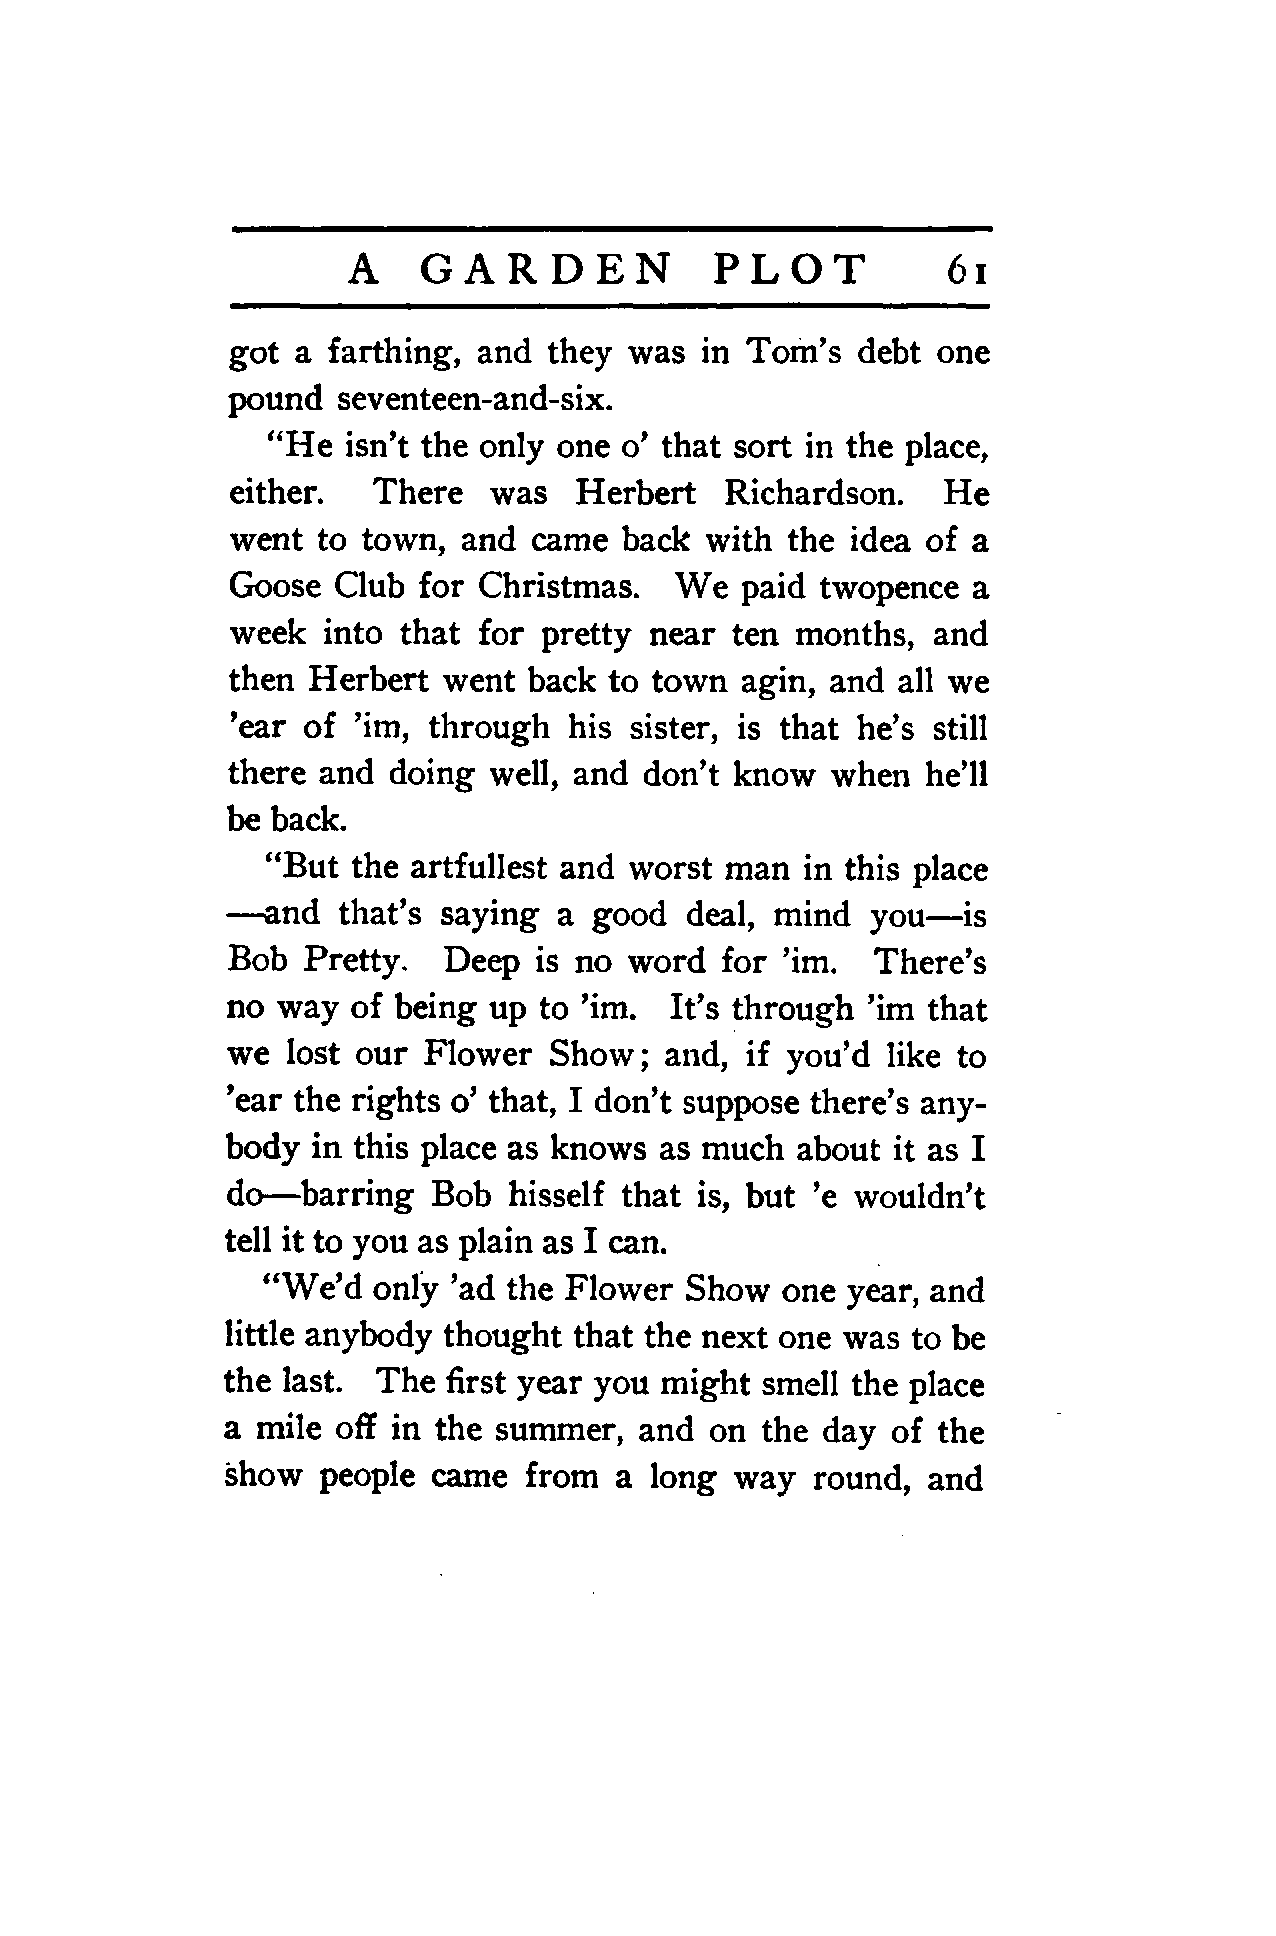 A GARDEN PLOT 61
got a farthing, and they was in Tom's debt one
pound seventeen-and-six.
"He isn't the only one o' that sort in the place,
either. There was Herbert Richardson. He
went to town, and came back with the idea of a
Goose Club for Christmas. We paid twopence a
week into that for pretty near ten months, and
then Herbert went back to town agin, and all we
'ear of 'im, through his sister, is that he's still
there and doing well, and don't know when he'll
be back.
"But the artfullest and worst man in this place
—and that's saying a good deal, mind you—is
Bob Pretty. Deep is no word for 'im. There's
no way of being up to 'im. It's through 'im that
we lost our Flower Show; and, if you'd like to
'ear the rights o' that, I don't suppose there's any-
body in this place as knows as much about it as I
do—barring Bob hisself that is, but 'e wouldn't
tell it to you as plain as I can.
"We'd only 'ad the Flower Show one year, and
little anybody thought that the next one was to be
the last. The first year you might smell the place
a mile off in the summer, and on the day of the
show people came from a long way round, and